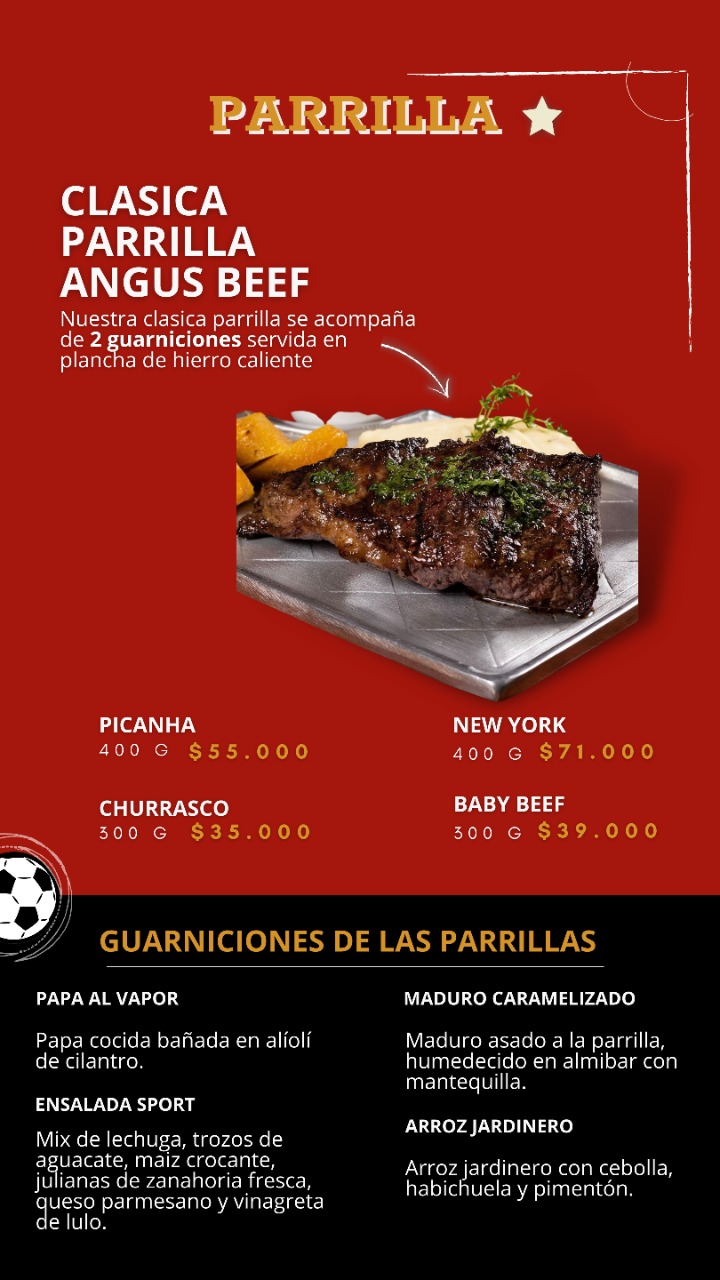 PARRILLA
CLASICA
PARRILLA
ANGUS BEEF
Nuestra clasica parrilla se acompaña
de 2 guarniciones servida en
plancha de hierro caliente
PICANHA
400 G $55.000
NEW YORK
400 G $71.000
CHURRASCO
300 G $35.000
BABY BEEF
300 G $39.000
GUARNICIONES DE LAS PARRILLAS
PAPA AL VAPOR
Papa cocida bañada en alíolí
de cilantro.
ENSALADA SPORT
Mix de lechuga, trozos de
aguacate, maiz crocante,
julianas de zanahoria fresca,
queso parmesano y vinagreta
de lulo.
MADURO CARAMELIZADO
Maduro asado a la parrilla,
humedecido en almibar con
mantequilla.
ARROZ JARDINERO
Arroz jardinero con cebolla,
habichuela y pimentón.